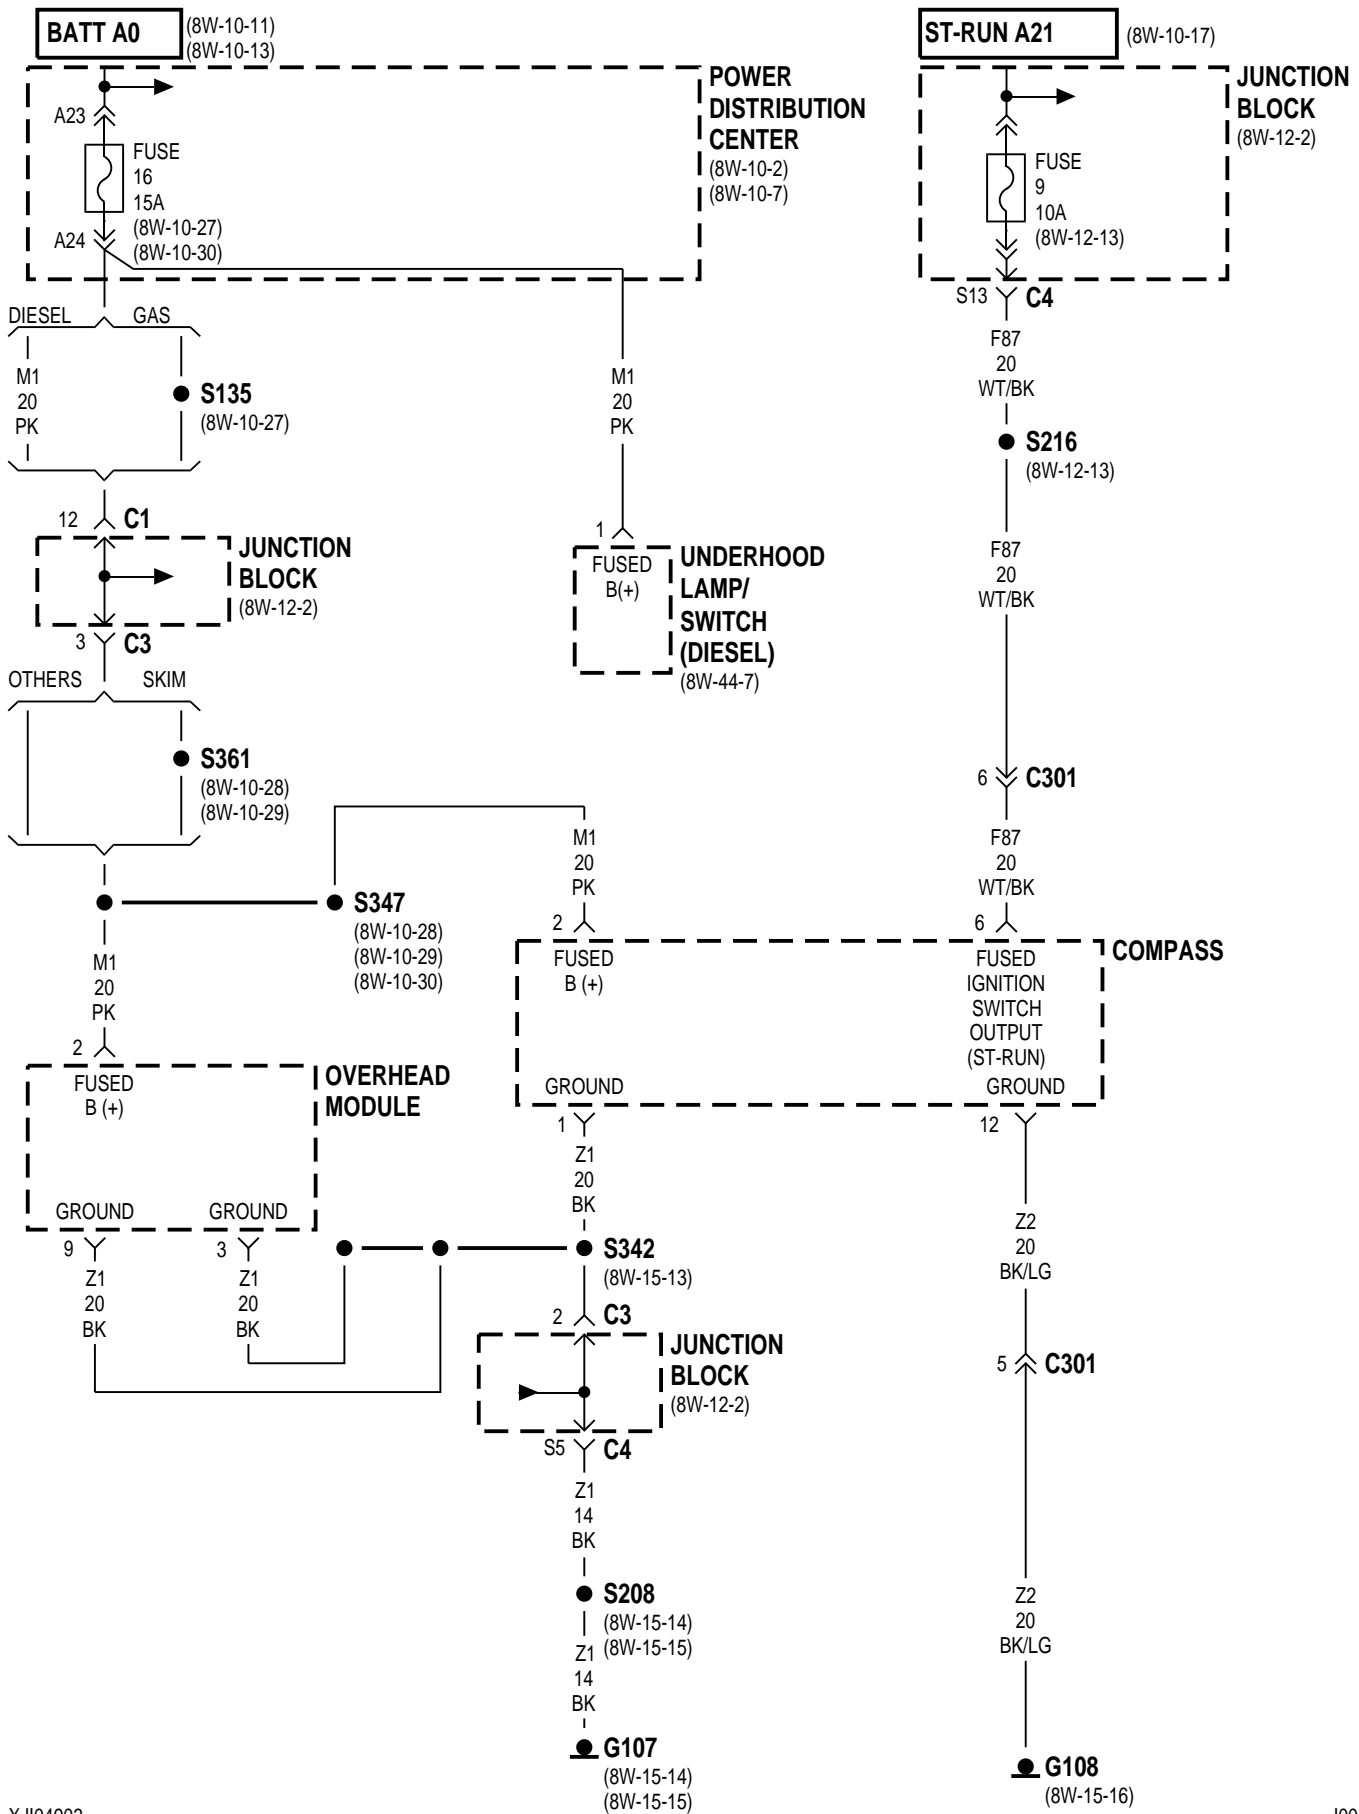 BATT A0
(8W-10-11)
(8W-10-13)
ST-RUN A21
(8W-10-17)
POWER
DISTRIBUTION
CENTER
(8W-10-2)
(8W-10-7)
A23
FUSE
16
15A
(8W-10-27)
(8W-10-30)
A24
JUNCTION
BLOCK
(8W-12-2)
FUSE
9
10A
(8W-12-13)
S13
C4
F87
20
WT/BK
S216
(8W-12-13)
F87
20
WT/BK
6
C301
F87
20
WT/BK
6
DIESEL
GAS
M1
20
PK
S135
(8W-10-27)
M1
20
PK
12
C1
JUNCTION
BLOCK
(8W-12-2)
3
C3
1
FUSED
B(+)
UNDERHOOD
LAMP/
SWITCH
(DIESEL)
(8W-44-7)
OTHERS
SKIM
S361
(8W-10-28)
(8W-10-29)
S347
(8W-10-28)
(8W-10-29)
(8W-10-30)
M1
20
PK
2
M1
20
PK
2
COMPASS
FUSED
B (+)
FUSED
IGNITION
SWITCH
OUTPUT
(ST-RUN)
GROUND
GROUND
1
12
OVERHEAD
MODULE
FUSED
B (+)
GROUND
GROUND
9
3
Z1
20
BK
Z1
20
BK
Z1
20
BK
S342
(8W-15-13)
2
C3
JUNCTION
BLOCK
(8W-12-2)
S5
C4
Z1
14
BK
S208
(8W-15-14)
(8W-15-15)
Z1
14
BK
G107
(8W-15-14)
(8W-15-15)
Z2
20
BK/LG
5
C301
Z2
20
BK/LG
G108
(8W-15-16)